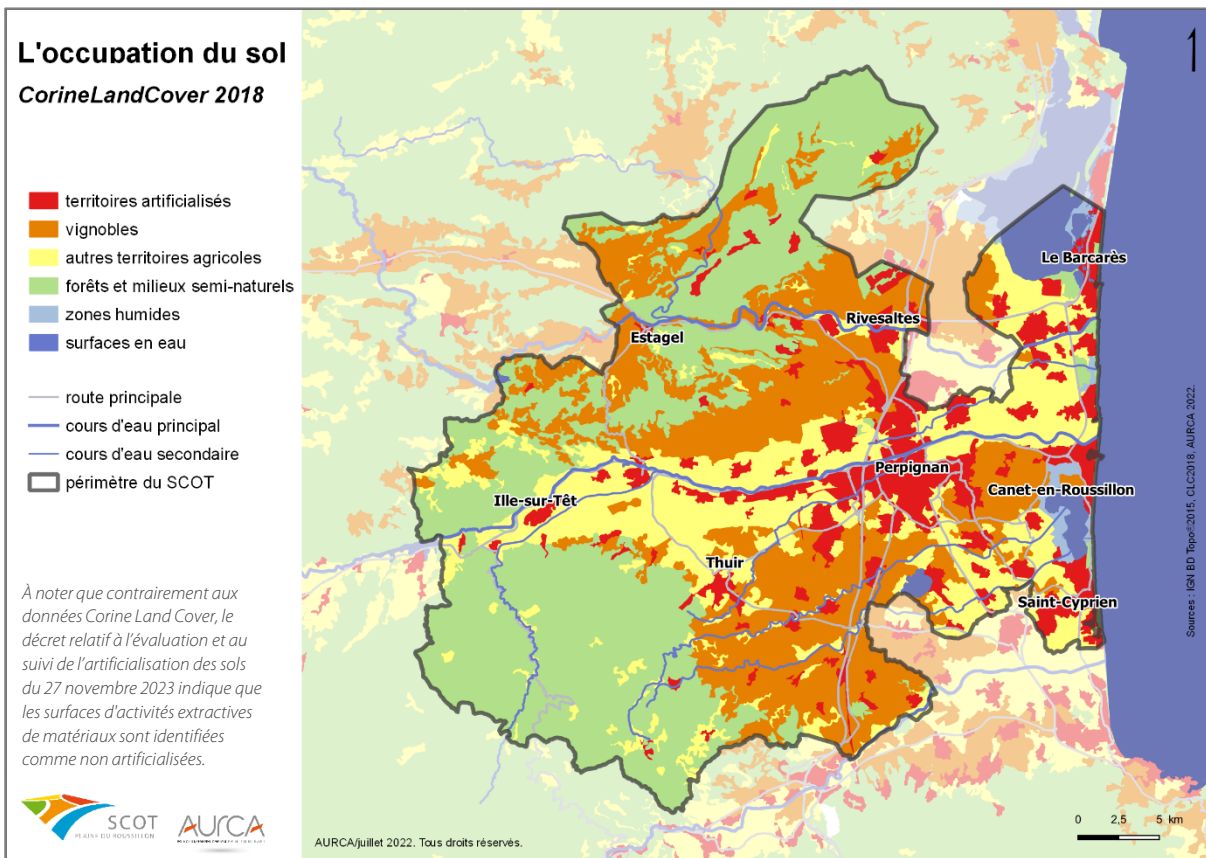 L'occupation du sol
CorineLandCover 2018
territoires artificialisés
vignobles
autres territoires agricoles
forêts et milieux semi-naturels
zones humides
surfaces en eau
route principale
cours d'eau principal
cours d'eau secondaire
périmètre du SCOT
À noter que contrairement aux
données Corine Land Cover, le
décret relatif à l'évaluation et au
suivi de l'artificialisation des sols
du 27 novembre 2023 indique que
les surfaces d'activités extractives
de matériaux sont identifiées
comme non artificialisées.
SCOT
PLAINE DU ROUSSILLON
AURCA
Le Barcarès
Rivesaltes
Estagel
Perpignan
Canet-en-Roussillon
Ille-sur-Têt
Thuir
Saint-Cyprien
Sources : IGN BD Topo®2015, CLC2018, AURCA 2022.
0 2,5 5 km
AURCA/juillet 2022. Tous droits réservés.